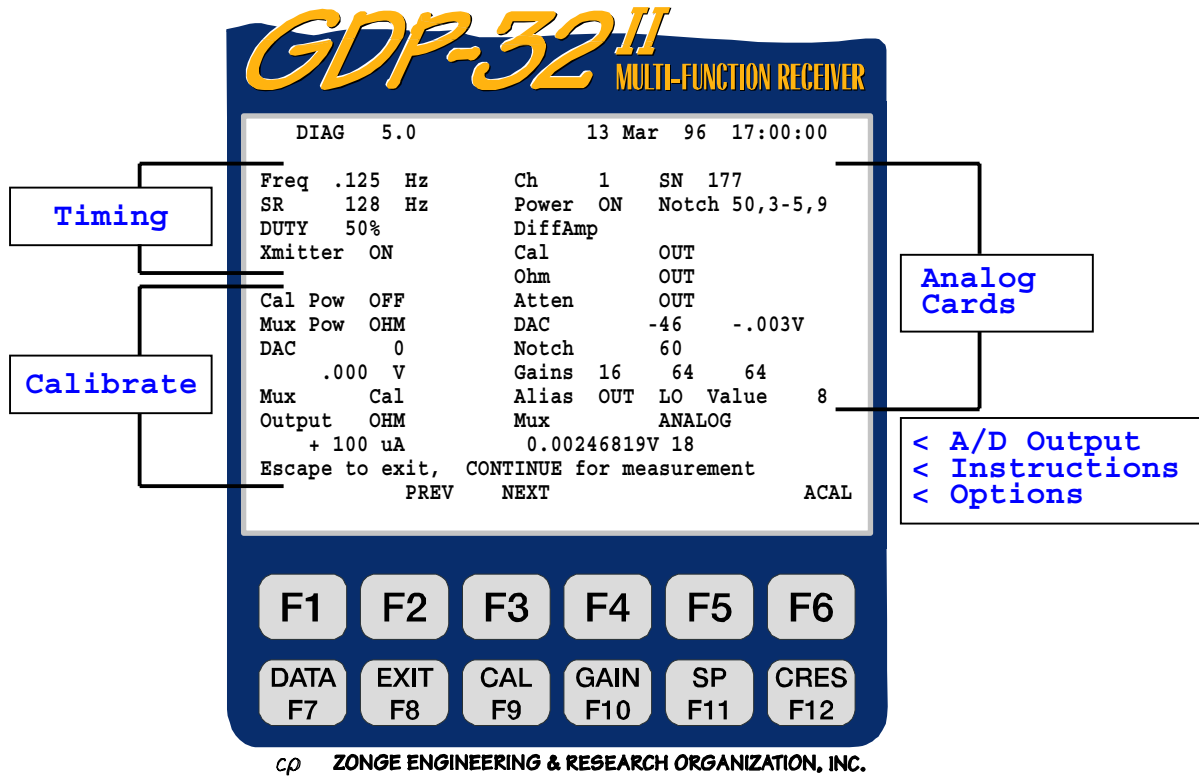 GDP-32 II
MULTI-FUNCTION RECEIVER
DIAG 5.0 13 Mar 96 17:00:00
Freq .125 Hz Ch 1 SN 177
SR 128 Hz Power ON Notch 50,3-5,9
DUTY 50% DiffAmp
Xmitter ON Cal OUT
Ohm OUT
Cal Pow OFF Atten OUT
Mux Pow OHM DAC -46 -.003V
DAC 0 Notch 60
.000 V Gains 16 64 64
Mux Cal Alias OUT LO Value 8
Output OHM Mux ANALOG
+ 100 uA 0.00246819V 18
Escape to exit, CONTINUE for measurement
PREV NEXT ACAL
Timing
Calibrate
Analog
Cards
< A/D Output
< Instructions
< Options
F1 F2 F3 F4 F5 F6
DATA EXIT CAL GAIN SP CRES
F7 F8 F9 F10 F11 F12
cp ZONGE ENGINEERING & RESEARCH ORGANIZATION, INC.